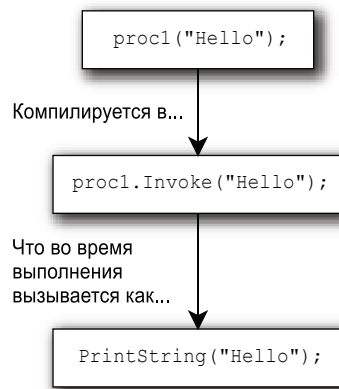 proc1("Hello");
Компилируется в...
proc1.Invoke("Hello");
Что во время
выполнения
вызывается как...
PrintString("Hello");